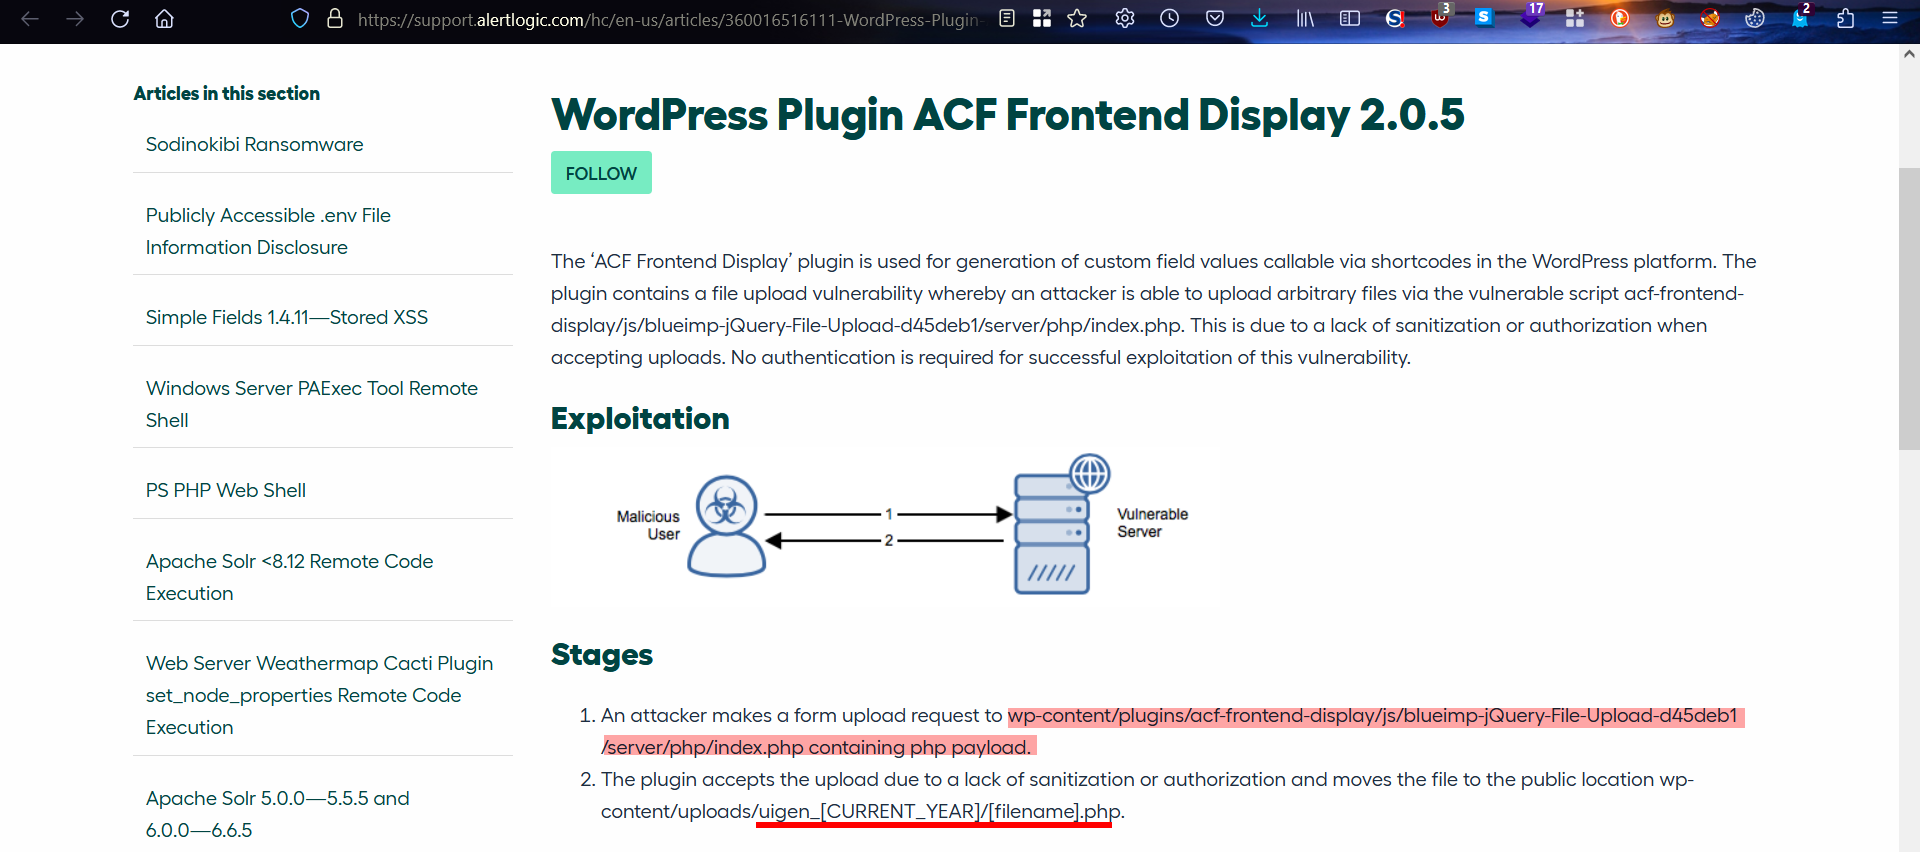 https://support.alertlogic.com/hc/en-us/articles/360016516111-WordPress-Plugin-
3
17
2
Articles in this section
Sodinokibi Ransomware
Publicly Accessible .env File
Information Disclosure
Simple Fields 1.4.11—Stored XSS
Windows Server PAExec Tool Remote
Shell
PS PHP Web Shell
Apache Solr <8.12 Remote Code
Execution
Web Server Weathermap Cacti Plugin
set_node_properties Remote Code
Execution
Apache Solr 5.0.0—5.5.5 and
6.0.0—6.6.5
WordPress Plugin ACF Frontend Display 2.0.5
FOLLOW
The ‘ACF Frontend Display’ plugin is used for generation of custom field values callable via shortcodes in the WordPress platform. The
plugin contains a file upload vulnerability whereby an attacker is able to upload arbitrary files via the vulnerable script acf-frontend-
display/js/blueimp-jQuery-File-Upload-d45deb1/server/php/index.php. This is due to a lack of sanitization or authorization when
accepting uploads. No authentication is required for successful exploitation of this vulnerability.
Exploitation
Malicious
User
1
2
Vulnerable
Server
Stages
1. An attacker makes a form upload request to wp-content/plugins/acf-frontend-display/js/blueimp-jQuery-File-Upload-d45deb1
/server/php/index.php containing php payload.
2. The plugin accepts the upload due to a lack of sanitization or authorization and moves the file to the public location wp-
content/uploads/uigen_[CURRENT_YEAR]/[filename].php.